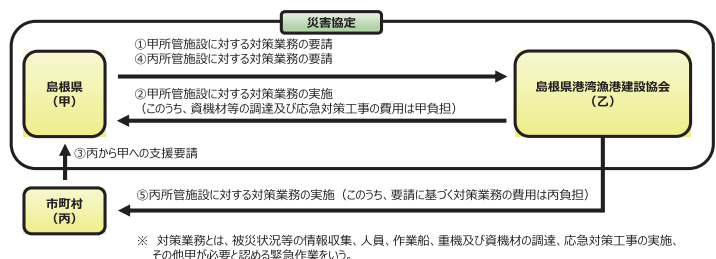 災害協定
①甲所管施設に対する対策業務の要請
④丙所管施設に対する対策業務の要請
島根県
（甲）
島根県港湾漁港建設協会
（乙）
②甲所管施設に対する対策業務の実施
（このうち、資機材等の調達及び応急対策工事の費用は甲負担）
③丙から甲への支援要請
市町村
（丙）
⑤丙所管施設に対する対策業務の実施（このうち、要請に基づく対策業務の費用は丙負担）
※　対策業務とは、被災状況等の情報収集、人員、作業船、重機及び資機材の調達、応急対策工事の実施、
その他甲が必要と認める緊急作業をいう。